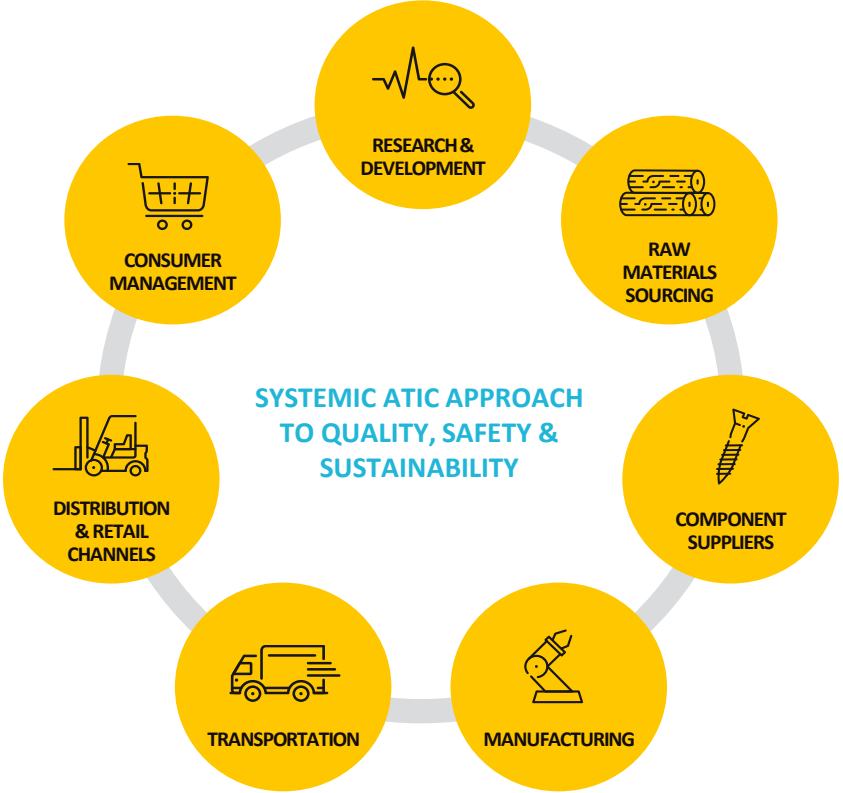 RESEARCH &
DEVELOPMENT
RAW
MATERIALS
SOURCING
COMPONENT
SUPPLIERS
MANUFACTURING
TRANSPORTATION
DISTRIBUTION
& RETAIL
CHANNELS
CONSUMER
MANAGEMENT
SYSTEMIC ATIC APPROACH
TO QUALITY, SAFETY &
SUSTAINABILITY